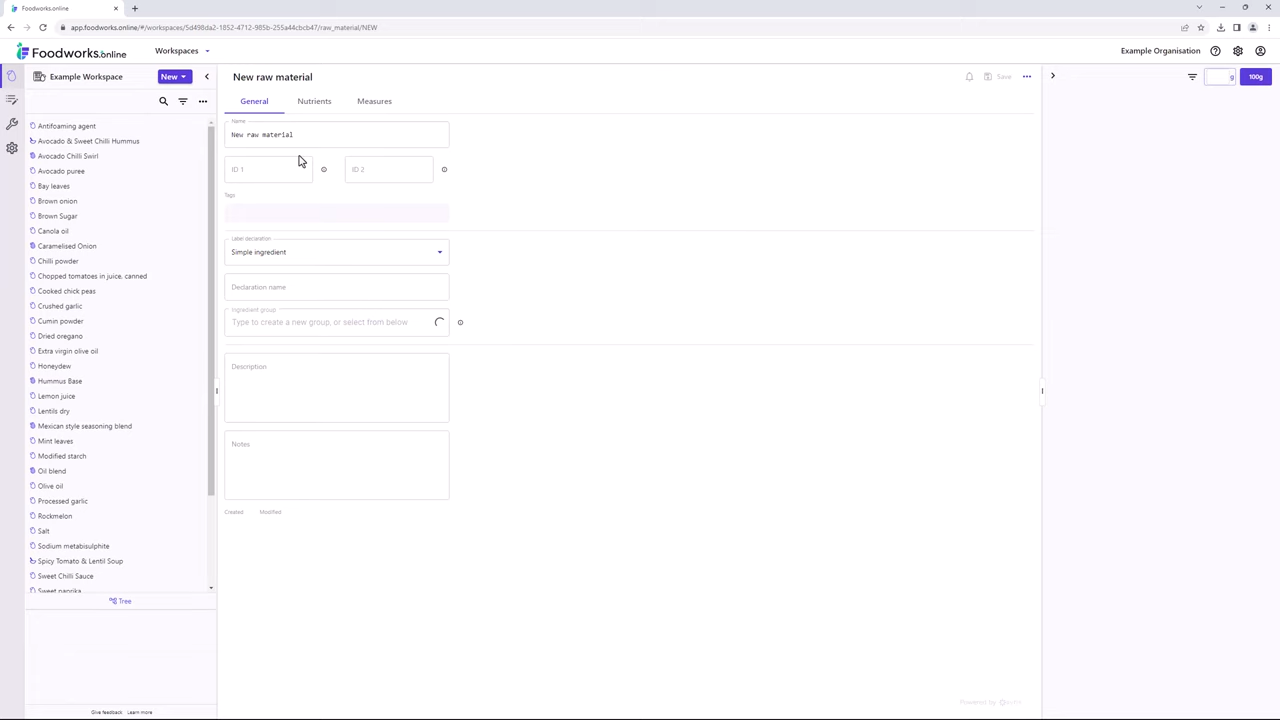 app.foodworks.online/#/workspaces/5d498da2-1852-4712-985b-255a44cbcb47/raw_material/NEW
Foodworks.online
Workspaces
Example Organisation
Example Workspace
New
New raw material
Save
g
100g
General
Nutrients
Measures
Antifoaming agent
Avocado & Sweet Chilli Hummus
Avocado Chilli Swirl
Avocado puree
Bay leaves
Brown onion
Brown Sugar
Canola oil
Caramelised Onion
Chilli powder
Chopped tomatoes in juice, canned
Cooked chick peas
Crushed garlic
Cumin powder
Dried oregano
Extra virgin olive oil
Honeydew
Hummus Base
Lemon juice
Lentils dry
Mexican style seasoning blend
Mint leaves
Modified starch
Oil blend
Olive oil
Processed garlic
Rockmelon
Salt
Sodium metabisulphite
Spicy Tomato & Lentil Soup
Sweet Chilli Sauce
Sweet paprika
Tree
Give feedback
Learn more
Name
New raw material
ID 1
ID 2
Tags
Label declaration
Simple ingredient
Declaration name
Ingredient group
Type to create a new group, or select from below
Description
Notes
Created
Modified
Powered by